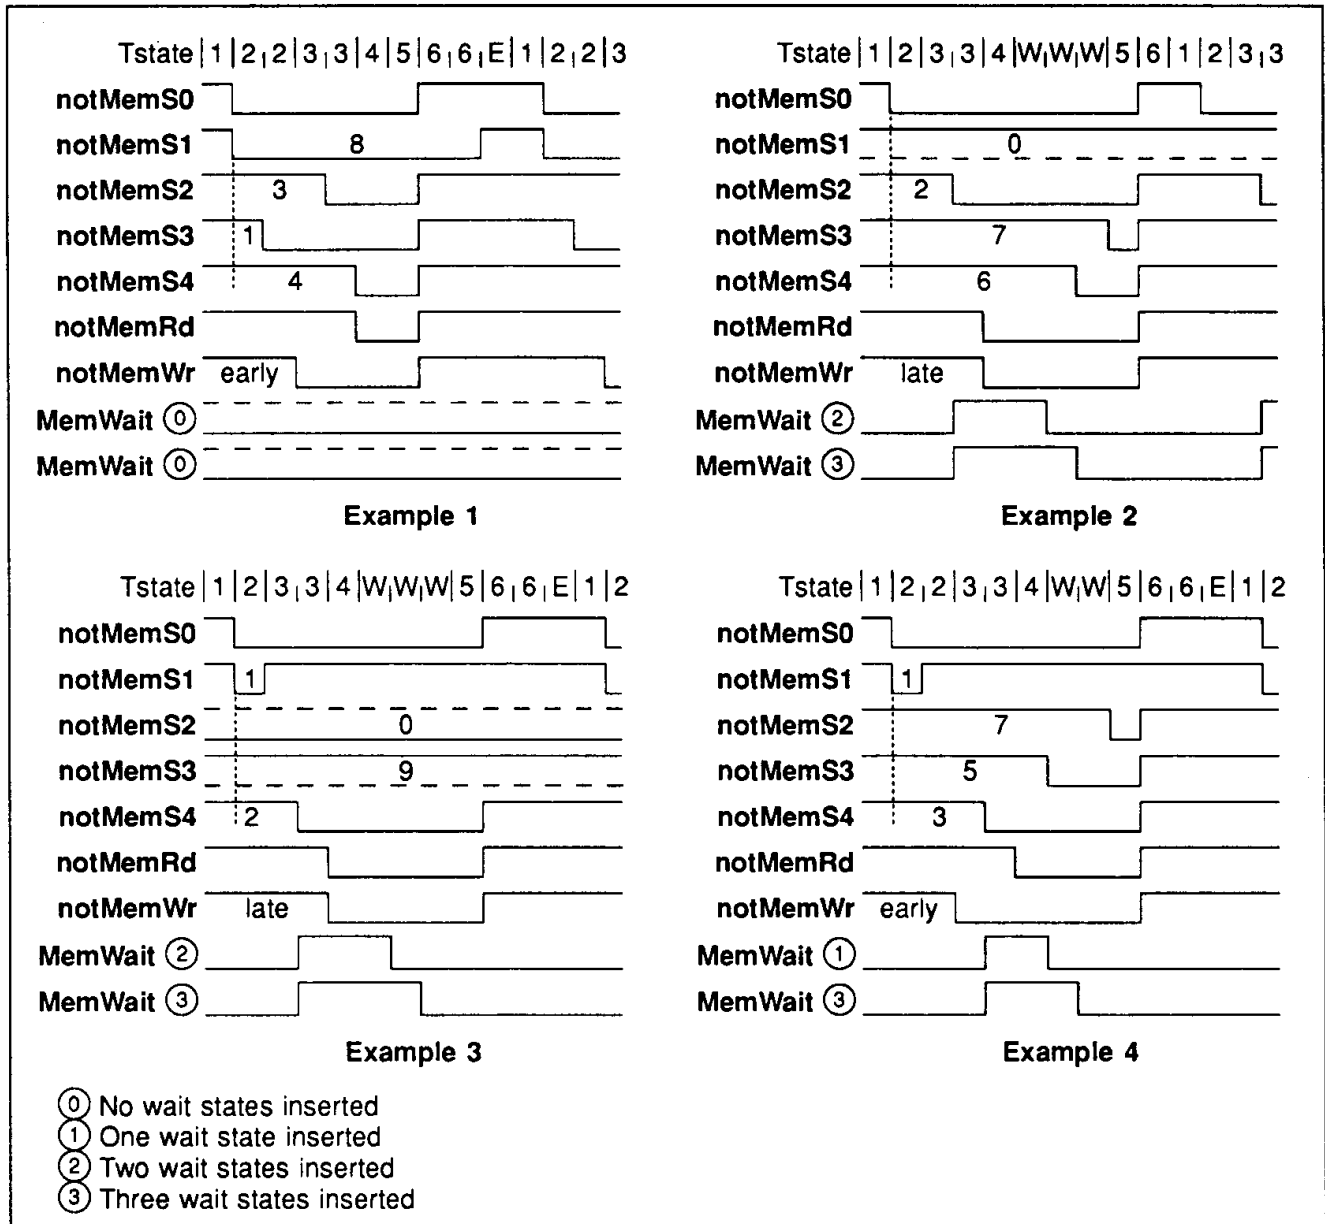 Tstate |1|2|2|3|3|4|5|6|6|E|1|2|2|3
notMemS0
notMemS1 8
notMemS2 3
notMemS3 1
notMemS4 4
notMemRd
notMemWr early
MemWait ⓪
MemWait ⓪
Example 1
Tstate |1|2|3|3|4|W|W|W|5|6|1|2|3|3
notMemS0
notMemS1 0
notMemS2 2
notMemS3 7
notMemS4 6
notMemRd
notMemWr late
MemWait ②
MemWait ③
Example 2
Tstate |1|2|3|3|4|W|W|W|5|6|6|E|1|2
notMemS0
notMemS1 1
notMemS2 0
notMemS3 9
notMemS4 2
notMemRd
notMemWr late
MemWait ②
MemWait ③
Example 3
Tstate |1|2|2|3|3|4|W|W|5|6|6|E|1|2
notMemS0
notMemS1 1
notMemS2 7
notMemS3 5
notMemS4 3
notMemRd
notMemWr early
MemWait ①
MemWait ③
Example 4
⓪ No wait states inserted
① One wait state inserted
② Two wait states inserted
③ Three wait states inserted